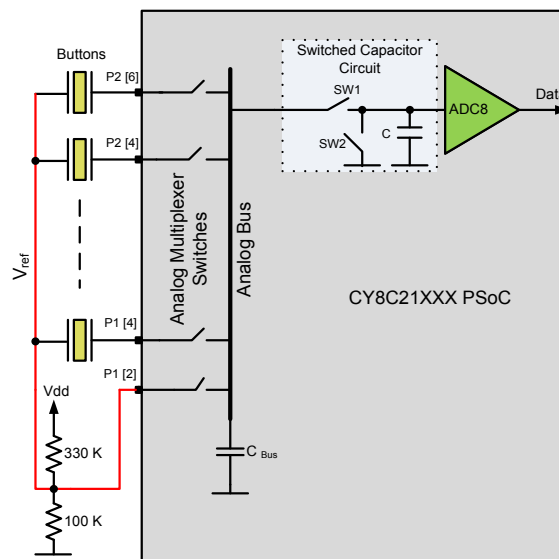 Buttons
P2 [6]
P2 [4]
P1 [4]
P1 [2]
Vref
Vdd
330 K
100 K
Analog Multiplexer
Switches
Analog Bus
C Bus
Switched Capacitor
Circuit
SW1
SW2
C
ADC8
Dat
CY8C21XXX PSoC